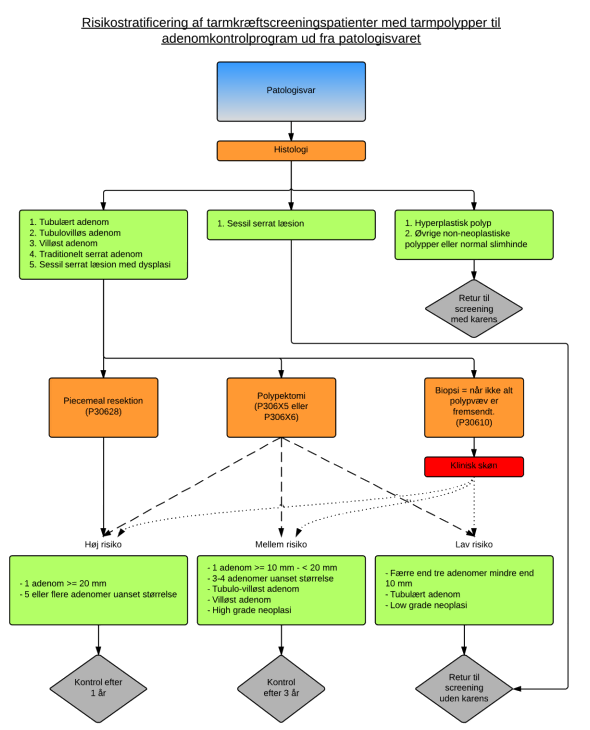 Risikostratificering af tarmkræftscreeningspatienter med tarmpolypper til
adenomkontrolprogram ud fra patologisvaret
Patologisvar
Histologi
1. Tubulært adenom
2. Tubulovilløs adenom
3. Villøst adenom
4. Traditionelt serrat adenom
5. Sessil serrat læsion med dysplasi
1. Sessil serrat læsion
1. Hyperplastisk polyp
2. Øvrige non-neoplastiske
polypper eller normal slimhinde
Retur til
screening
med karens
Piecemeal resektion
(P30628)
Polypektomi
(P306X5 eller
P306X6)
Biopsi = når ikke alt
polypvæv er
fremsendt.
(P30610)
Klinisk skøn
Høj risiko
Mellem risiko
Lav risiko
- 1 adenom >= 20 mm
- 5 eller flere adenomer uanset størrelse
- 1 adenom >= 10 mm - < 20 mm
- 3-4 adenomer uanset størrelse
- Tubulo-villøst adenom
- Villøst adenom
- High grade neoplasi
- Færre end tre adenomer mindre end
10 mm
- Tubulært adenom
- Low grade neoplasi
Kontrol efter
1 år
Kontrol
efter 3 år
Retur til
screening
uden karens